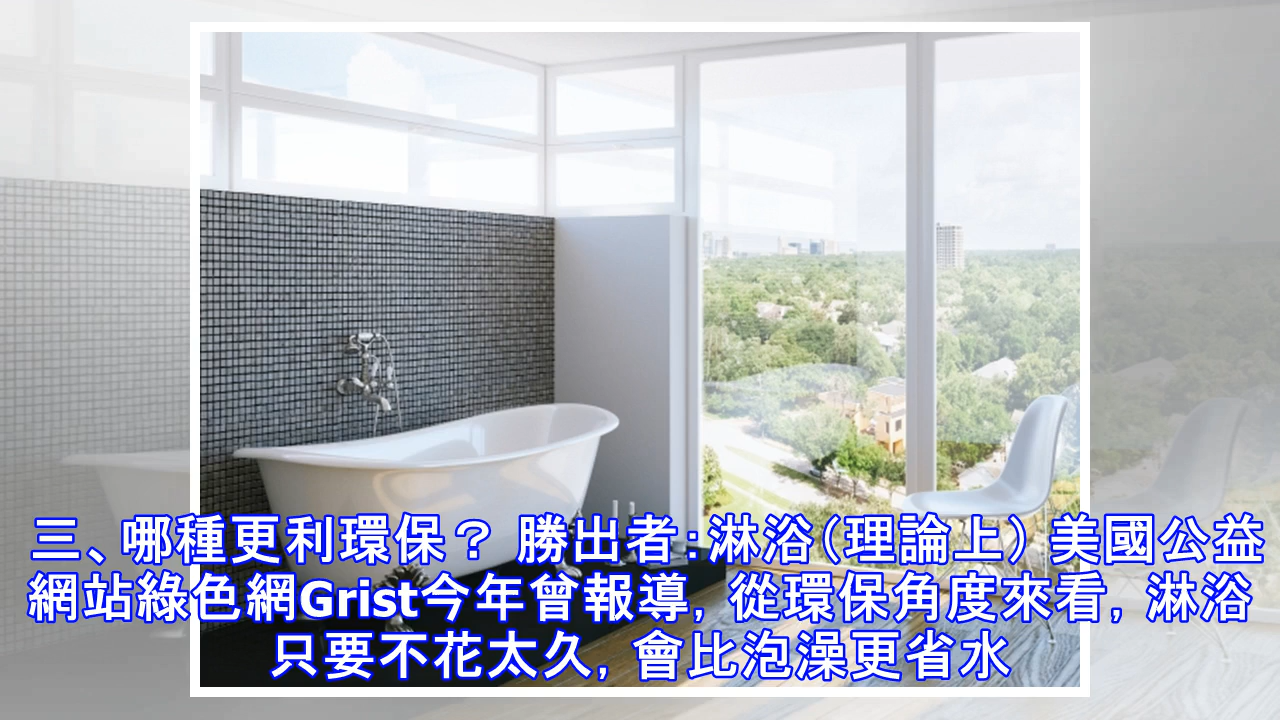 三、哪種更利環保？ 勝出者:淋浴(理論上) 美國公益
網站綠色網Grist今年曾報導, 從環保角度來看, 淋浴
只要不花太久, 會比泡澡更省水